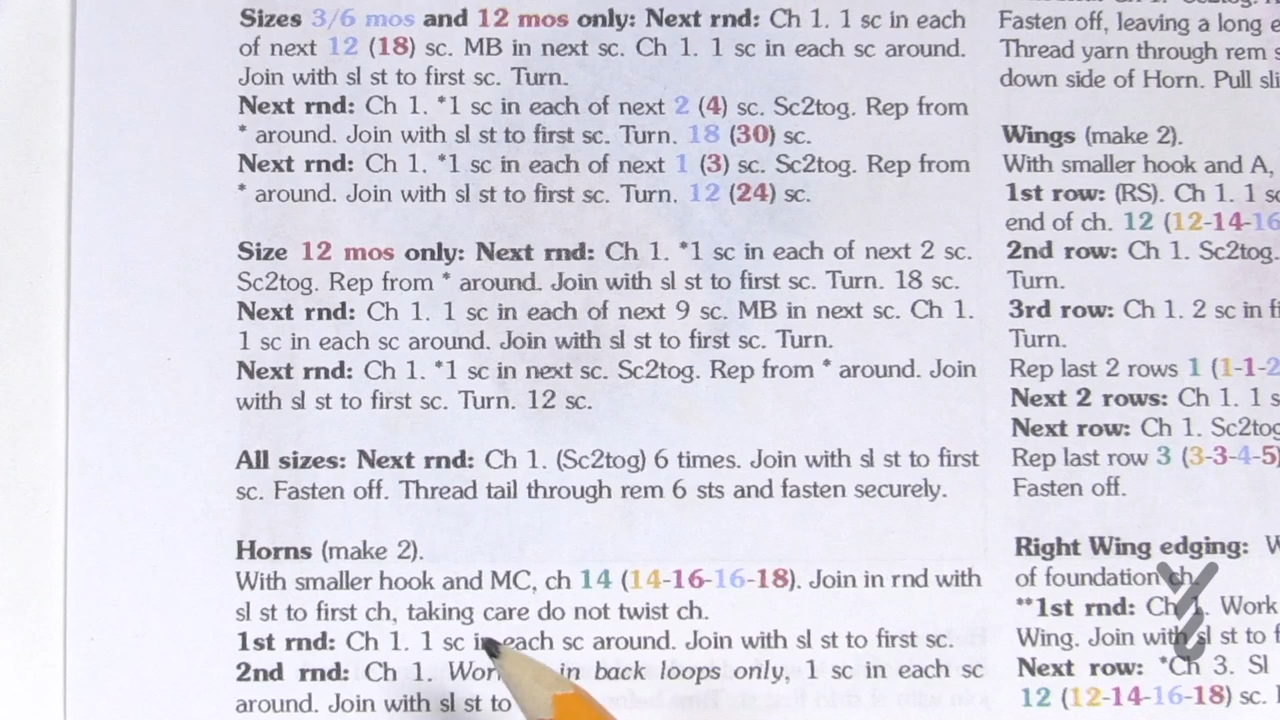 Sizes 3/6 mos and 12 mos only: Next rnd: Ch 1. 1 sc in each
of next 12 (18) sc. MB in next sc. Ch 1. 1 sc in each sc around.
Join with sl st to first sc. Turn.
Next rnd: Ch 1. *1 sc in each of next 2 (4) sc. Sc2tog. Rep from
* around. Join with sl st to first sc. Turn. 18 (30) sc.
Next rnd: Ch 1. *1 sc in each of next 1 (3) sc. Sc2tog. Rep from
* around. Join with sl st to first sc. Turn. 12 (24) sc.
Size 12 mos only: Next rnd: Ch 1. *1 sc in each of next 2 sc.
Sc2tog. Rep from * around. Join with sl st to first sc. Turn. 18 sc.
Next rnd: Ch 1. 1 sc in each of next 9 sc. MB in next sc. Ch 1.
1 sc in each sc around. Join with sl st to first sc. Turn.
Next rnd: Ch 1. *1 sc in next sc. Sc2tog. Rep from * around. Join
with sl st to first sc. Turn. 12 sc.
All sizes: Next rnd: Ch 1. (Sc2tog) 6 times. Join with sl st to first
sc. Fasten off. Thread tail through rem 6 sts and fasten securely.
Horns (make 2).
With smaller hook and MC, ch 14 (14-16-16-18). Join in rnd with
sl st to first ch, taking care do not twist ch.
1st rnd: Ch 1. 1 sc in each sc around. Join with sl st to first sc.
2nd rnd: Ch 1. in back loops only, 1 sc in each sc
around. Join with sl st to
Fasten off, leaving a long
Thread yarn through rem
down side of Horn. Pull
Wings (make 2).
With smaller hook and A,
1st row: (RS). Ch 1. 1
end of ch. 12 (12-14-16
2nd row: Ch 1. Sc2tog.
Turn.
3rd row: Ch 1. 2 sc in
Turn.
Rep last 2 rows 1 (1-1-2
Next 2 rows: Ch 1. 1
Next row: Ch 1. Sc2tog
Rep last row 3 (3-3-4-5)
Fasten off.
Right Wing edging:
of foundation ch.
**1st rnd: Ch 1. Work
Wing. Join with sl st to
Next row: *Ch 3. Sl
12 (12-14-16-18) sc.